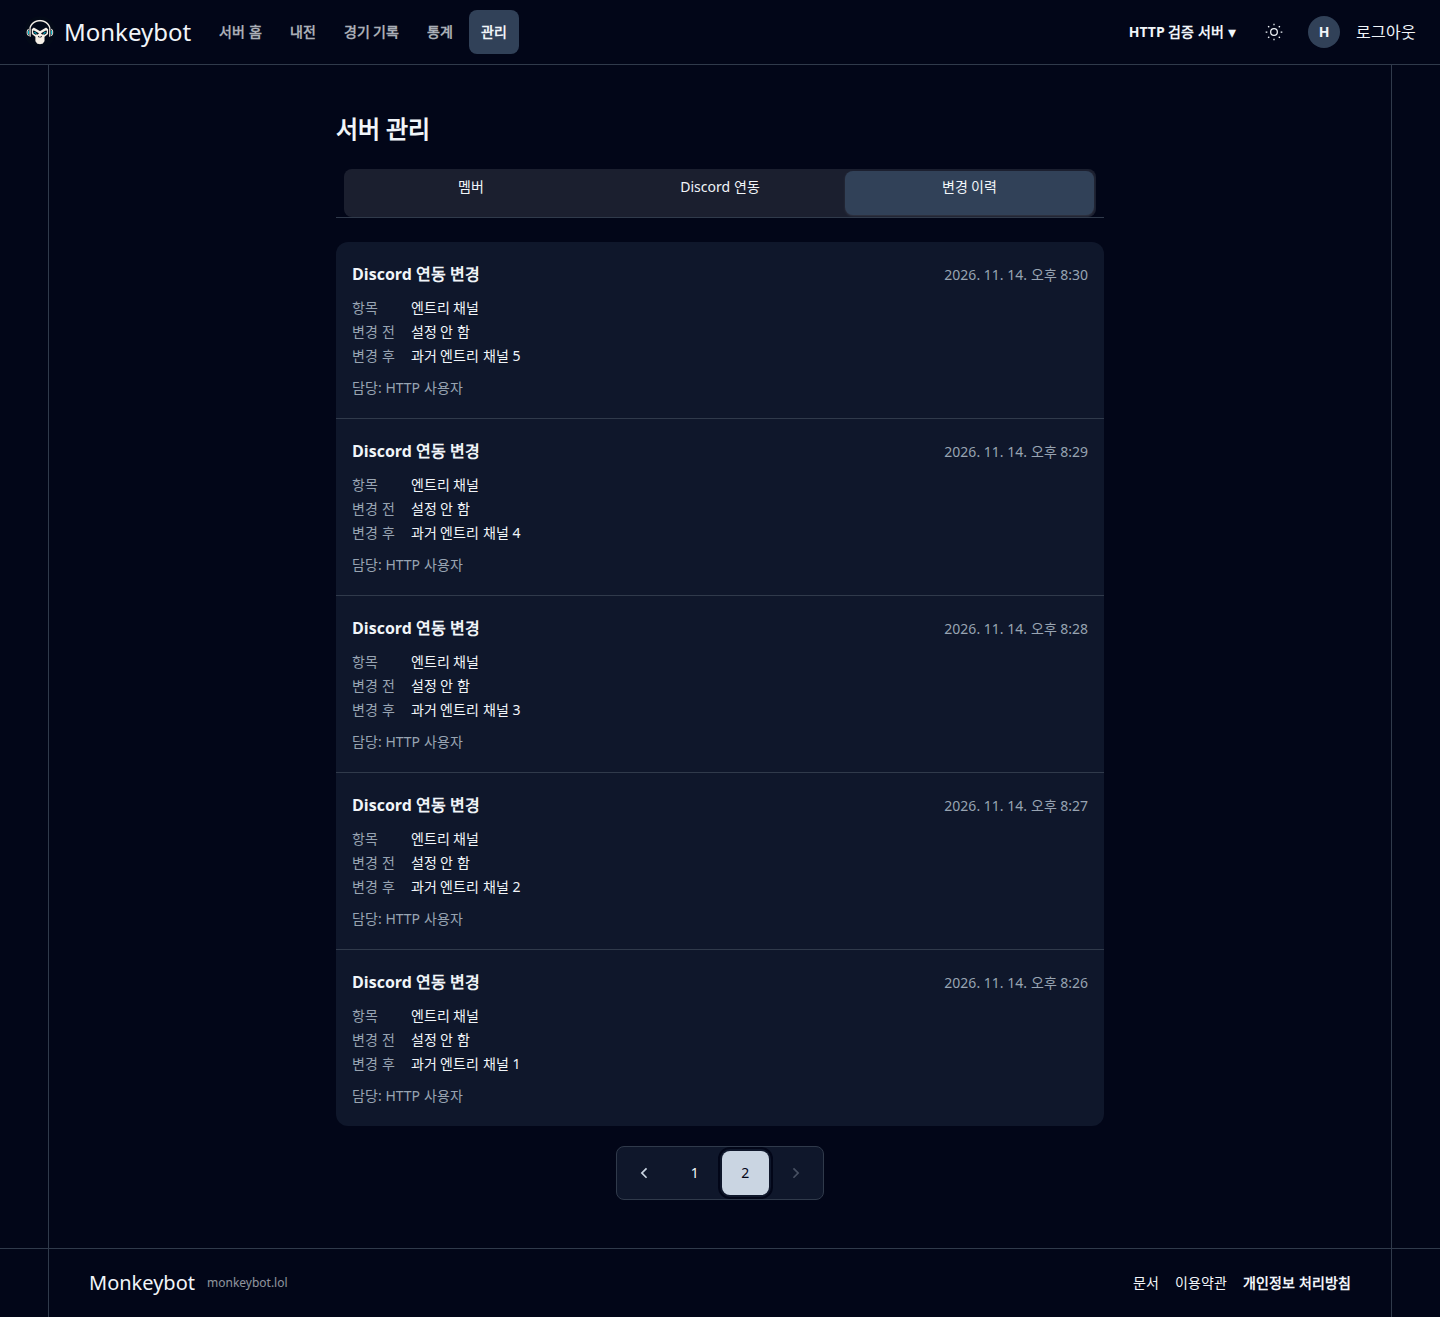 Monkeybot 서버 홈 내전 경기 기록 통계 관리 HTTP 검증 서버 ▾ H 로그아웃
서버 관리
멤버 Discord 연동 변경 이력
Discord 연동 변경 2026. 11. 14. 오후 8:30
항목 엔트리 채널
변경 전 설정 안 함
변경 후 과거 엔트리 채널 5
담당: HTTP 사용자
Discord 연동 변경 2026. 11. 14. 오후 8:29
항목 엔트리 채널
변경 전 설정 안 함
변경 후 과거 엔트리 채널 4
담당: HTTP 사용자
Discord 연동 변경 2026. 11. 14. 오후 8:28
항목 엔트리 채널
변경 전 설정 안 함
변경 후 과거 엔트리 채널 3
담당: HTTP 사용자
Discord 연동 변경 2026. 11. 14. 오후 8:27
항목 엔트리 채널
변경 전 설정 안 함
변경 후 과거 엔트리 채널 2
담당: HTTP 사용자
Discord 연동 변경 2026. 11. 14. 오후 8:26
항목 엔트리 채널
변경 전 설정 안 함
변경 후 과거 엔트리 채널 1
담당: HTTP 사용자
1 2
Monkeybot monkeybot.lol 문서 이용약관 개인정보 처리방침